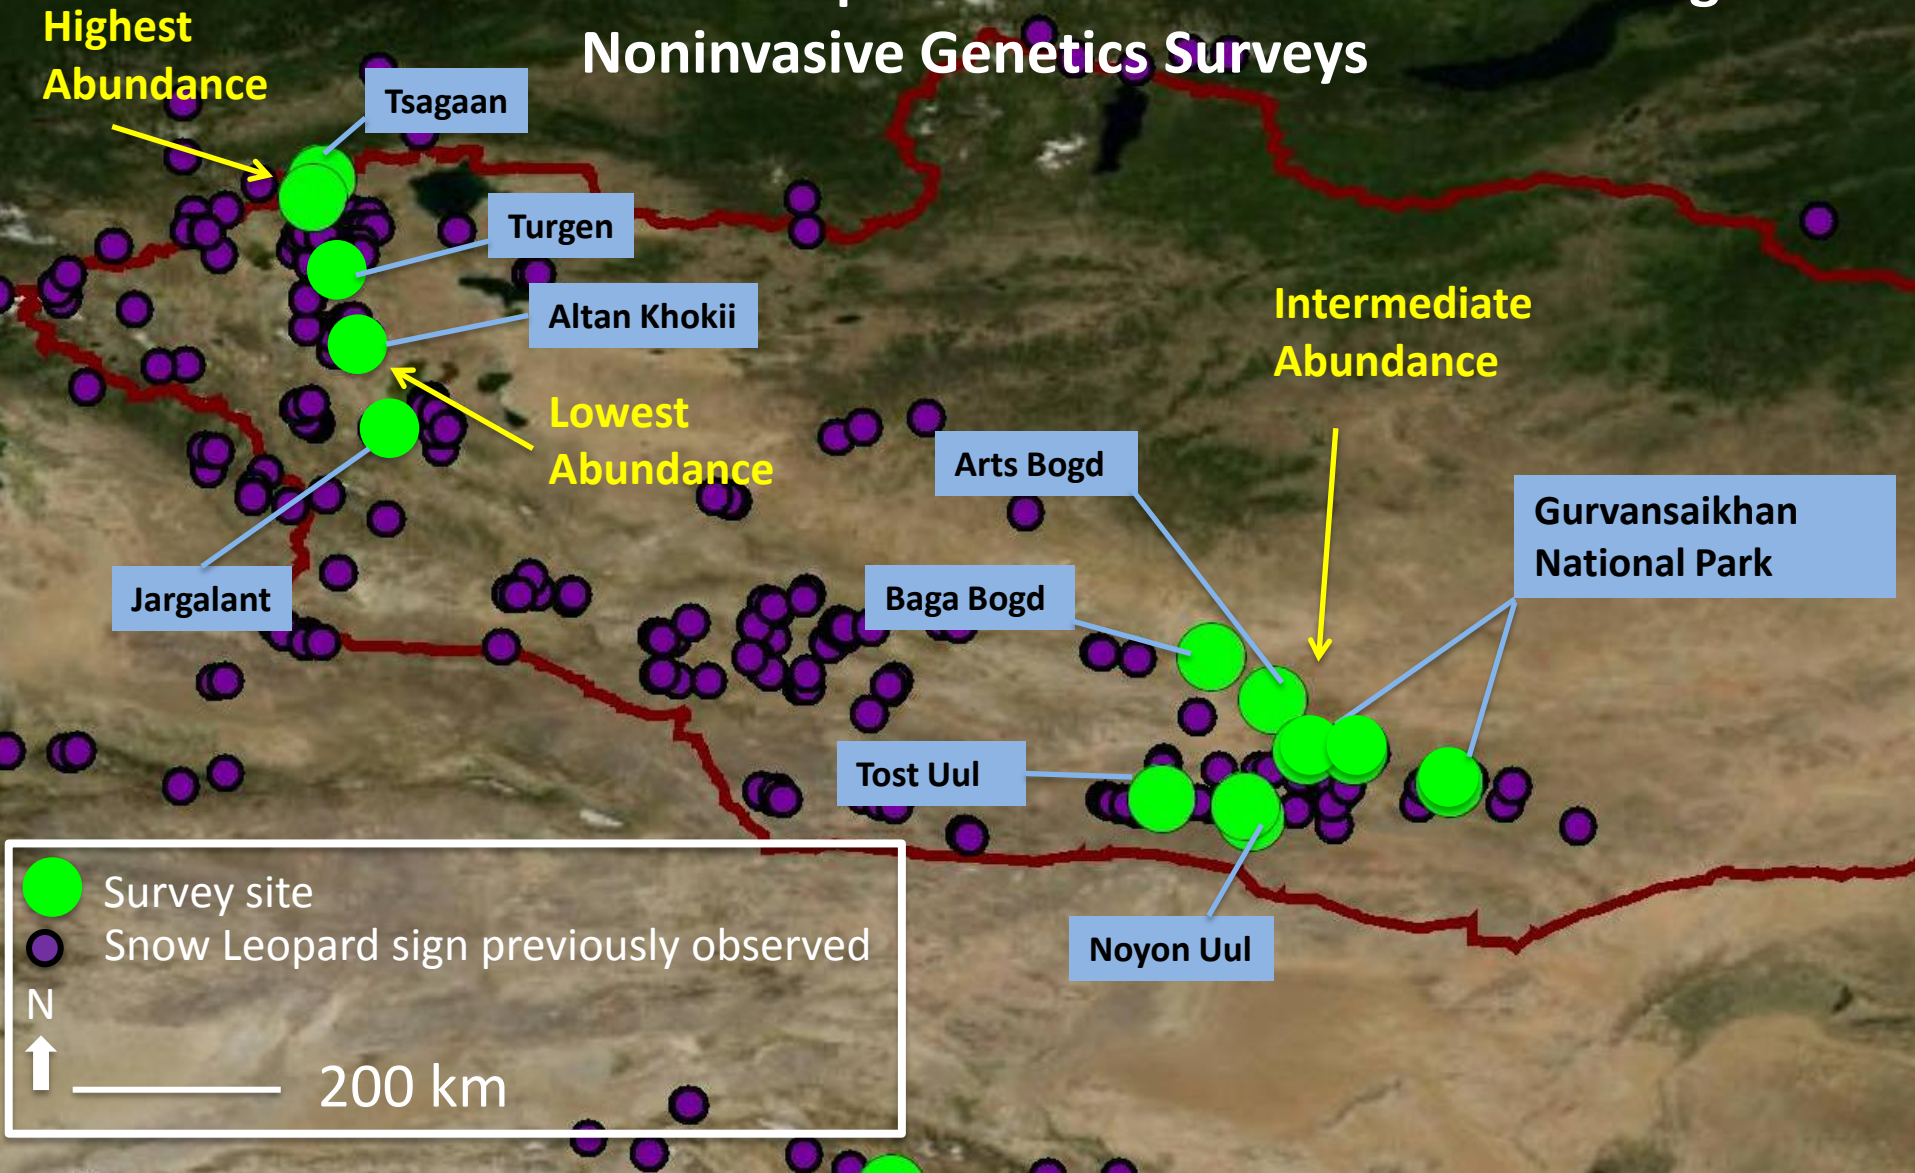 Noninvasive Genetics Surveys
Highest
Abundance
Tsagaan
Turgen
Altan Khokii
Intermediate
Abundance
Lowest
Abundance
Arts Bogd
Gurvansaikhan
National Park
Baga Bogd
Jargalant
Tost Uul
Noyon Uul
Survey site
Snow Leopard sign previously observed
N
200 km